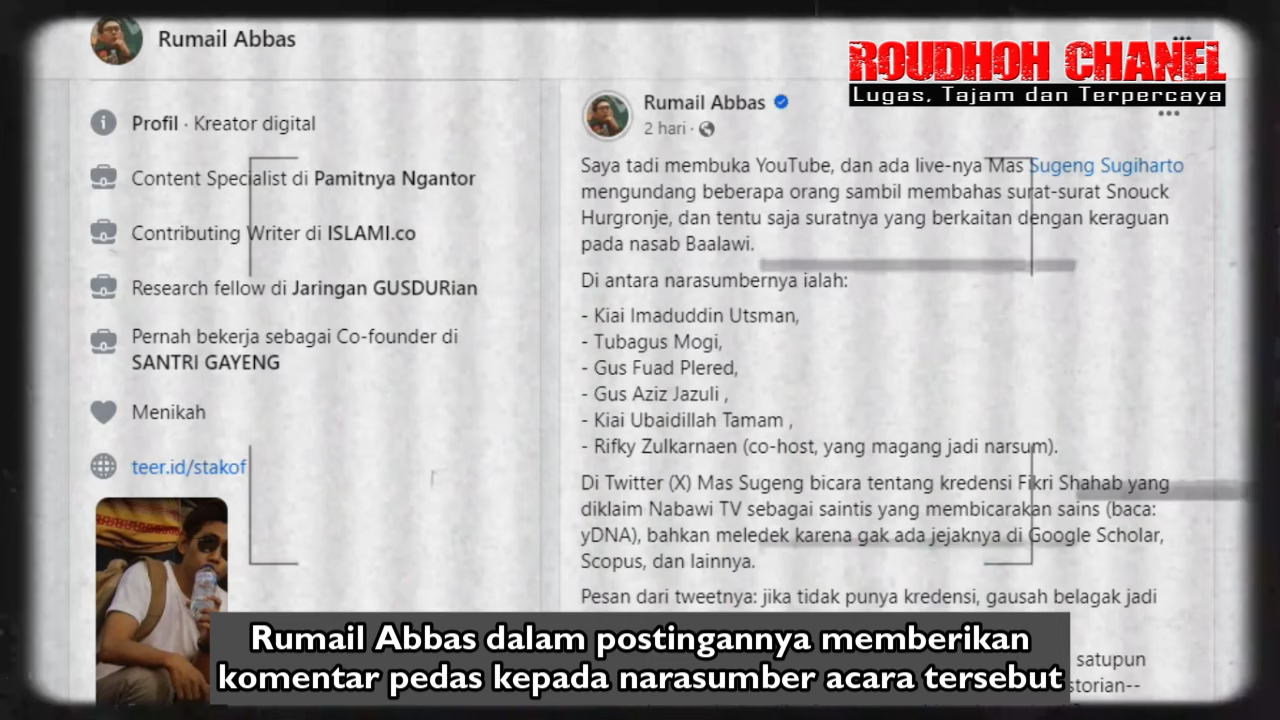 Rumail Abbas
Profil · Kreator digital
Content Specialist di Pamitnya Ngantor
Contributing Writer di ISLAMI.co
Research fellow di Jaringan GUSDURian
Pernah bekerja sebagai Co-founder di
SANTRI GAYENG
Menikah
teer.id/stakof
ROUDHOH CHANEL
Lugas, Tajam dan Terpercaya
Rumail Abbas
2 hari ·
Saya tadi membuka YouTube, dan ada live-nya Mas Sugeng Sugiharto
mengundang beberapa orang sambil membahas surat-surat Snouck
Hurgronje, dan tentu saja suratnya yang berkaitan dengan keraguan
pada nasab Baalawi.
Di antara narasumbernya ialah:
- Kiai Imaduddin Utsman,
- Tubagus Mogi,
- Gus Fuad Plered,
- Gus Aziz Jazuli ,
- Kiai Ubaidillah Tamam ,
- Rifky Zulkarnaen (co-host, yang magang jadi narsum).
Di Twitter (X) Mas Sugeng bicara tentang kredensi Fikri Shahab yang
diklaim Nabawi TV sebagai saintis yang membicarakan sains (baca:
yDNA), bahkan meledek karena gak ada jejaknya di Google Scholar,
Scopus, dan lainnya.
Pesan dari tweetnya: jika tidak punya kredensi, gausah belagak jadi
satupun
storian--
Rumail Abbas dalam postingannya memberikan
komentar pedas kepada narasumber acara tersebut